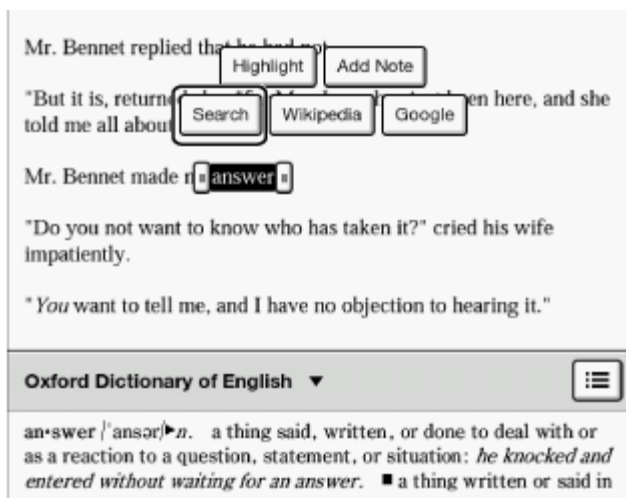 Mr. Bennet replied that he had not.
Highlight
Add Note
"But it is, returned
en here, and she
Search
Wikipedia
Google
told me all about
Mr. Bennet made n
answer
"Do you not want to know who has taken it?" cried his wife
impatiently.
"You want to tell me, and I have no objection to hearing it."
Oxford Dictionary of English ▼
an•swer |ˈansər|▶n. a thing said, written, or done to deal with or
as a reaction to a question, statement, or situation: he knocked and
entered without waiting for an answer. ■ a thing written or said in